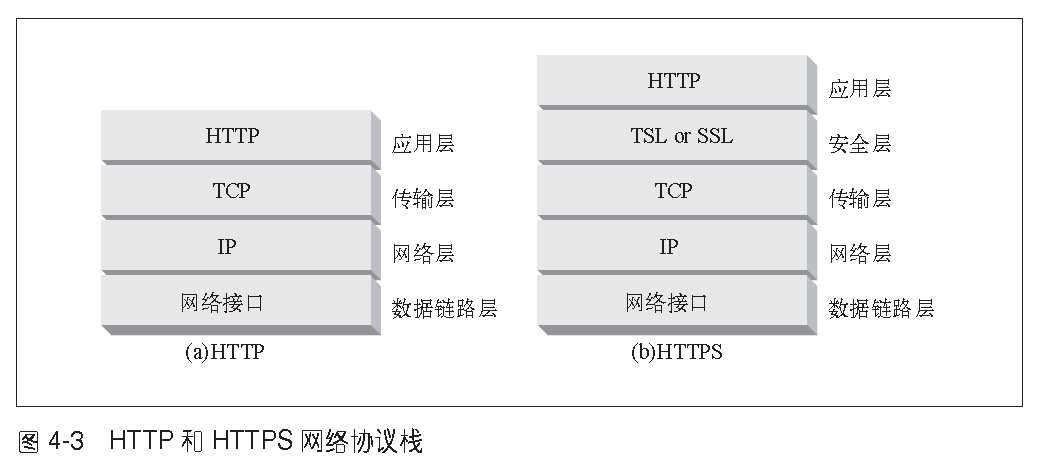 HTTP 应用层
TCP 传输层
IP 网络层
网络接口 数据链路层
(a)HTTP
HTTP 应用层
TSL or SSL 安全层
TCP 传输层
IP 网络层
网络接口 数据链路层
(b)HTTPS
图 4-3 HTTP 和 HTTPS 网络协议栈